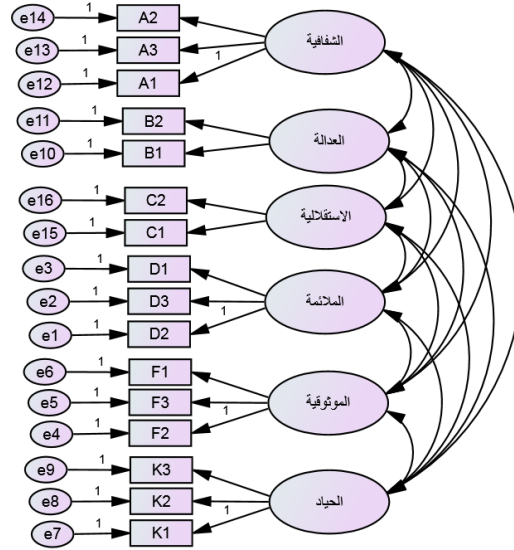 e14 1 A2
e13 1 A3 الشفافية
e12 1 A1 1
e11 1 B2
e10 1 B1 العدالة
e16 1 C2
e15 1 C1 الاستقلالية
e3 1 D1
e2 1 D3 الملائمة
e1 1 D2 1
e6 1 F1
e5 1 F3 الموثوقية
e4 1 F2 1
e9 1 K3
e8 1 K2 الحياد
e7 1 K1 1